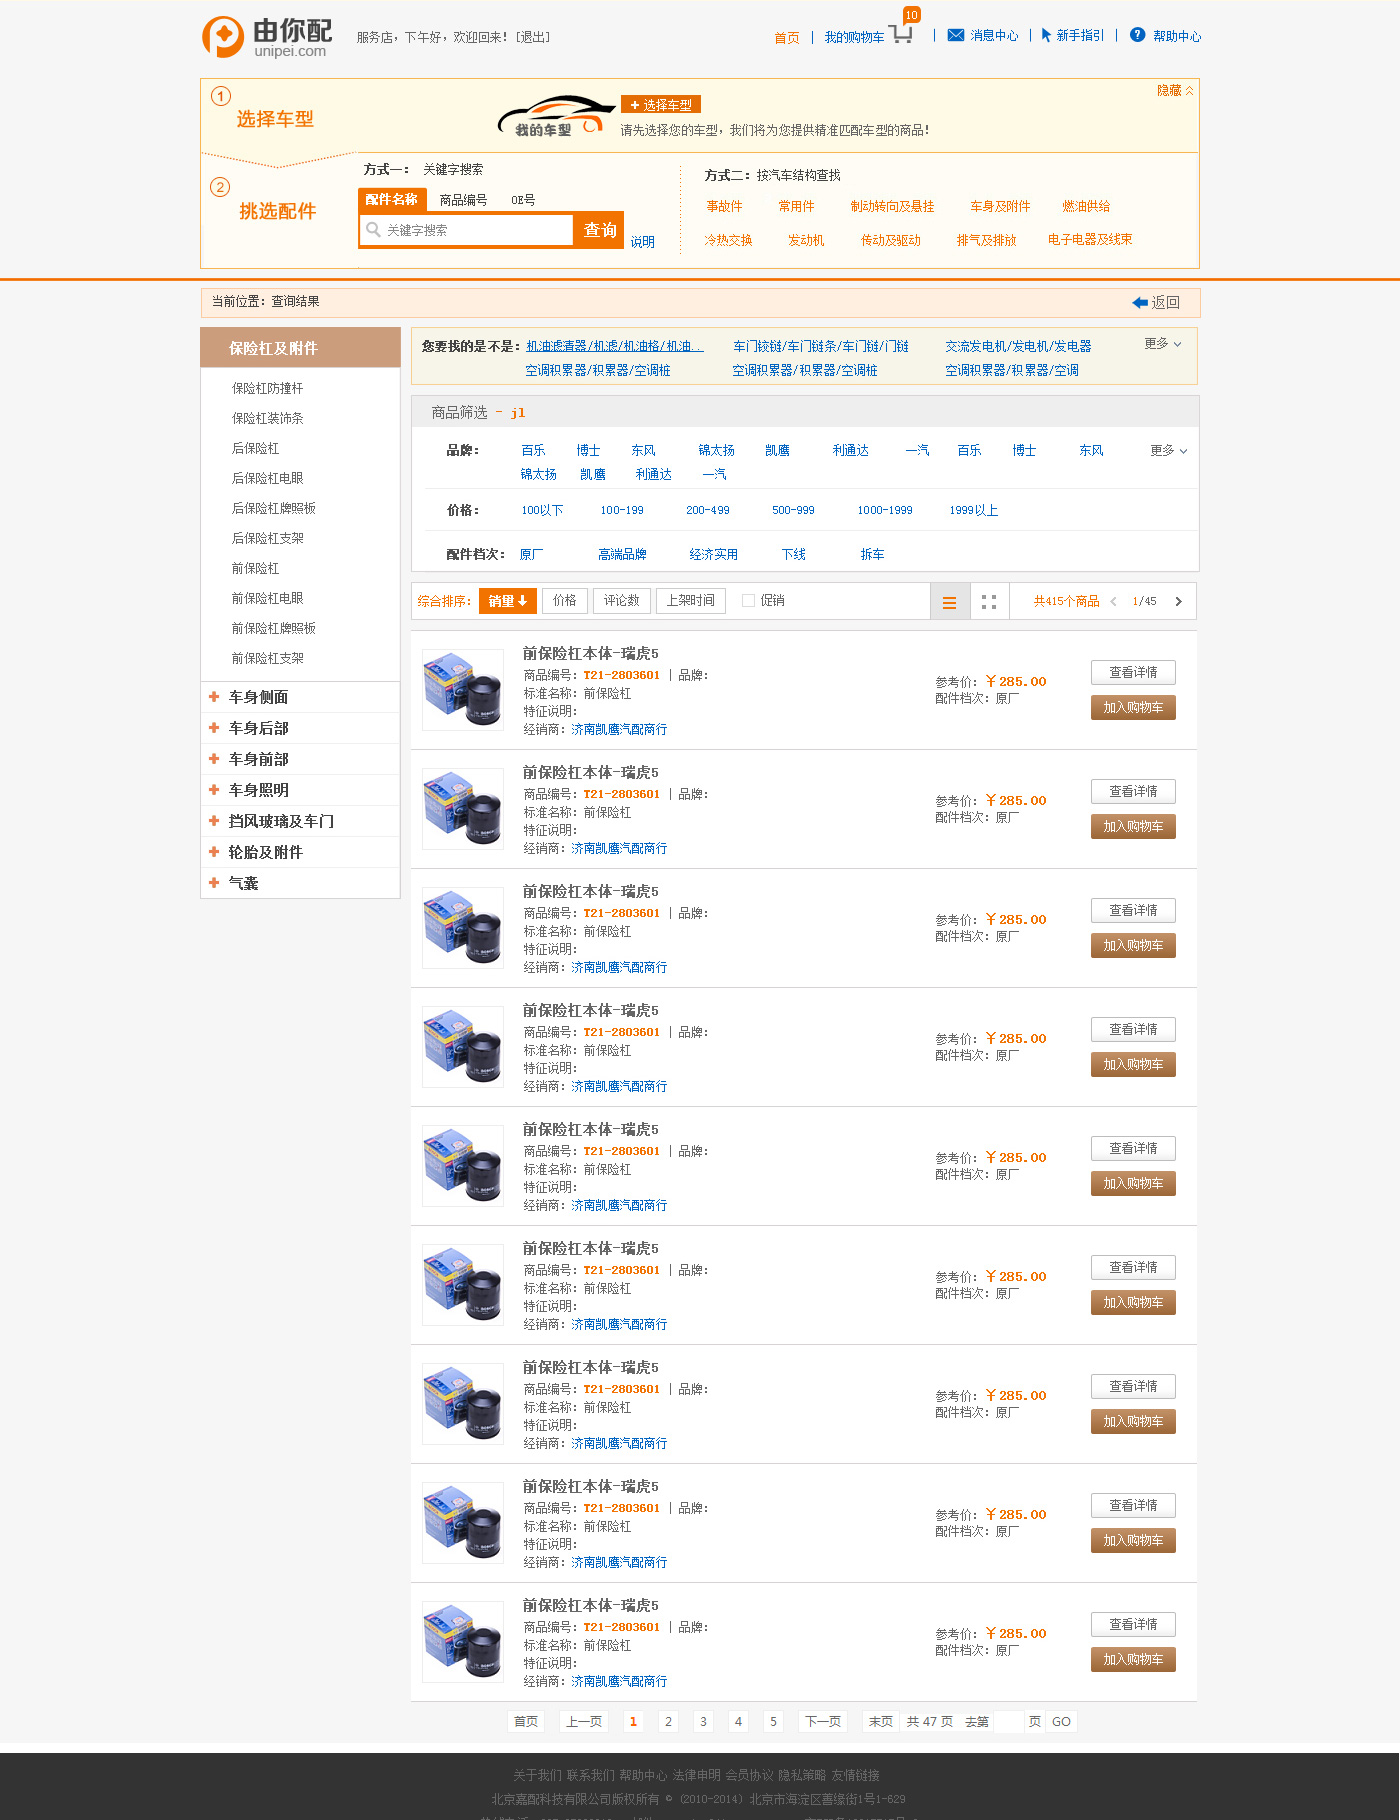 由你配
unipei.com
服务店，下午好，欢迎回来！[退出]
首页 | 我的购物车 10 | 消息中心 | 新手指引 | ? 帮助中心
1 选择车型
我的车型
+ 选择车型
请先选择您的车型，我们将为您提供精准匹配车型的商品！
隐藏
2 挑选配件
方式一： 关键字搜索
配件名称 商品编号 OE号
关键字搜索 查询 说明
方式二：按汽车结构查找
事故件 常用件 制动转向及悬挂 车身及附件 燃油供给
冷热交换 发动机 传动及驱动 排气及排放 电子电器及线束
当前位置：查询结果 返回
保险杠及附件
保险杠防撞杆
保险杠装饰条
后保险杠
后保险杠电眼
后保险杠牌照板
后保险杠支架
前保险杠
前保险杠电眼
前保险杠牌照板
前保险杠支架
车身侧面
车身后部
车身前部
车身照明
挡风玻璃及车门
轮胎及附件
气囊
您要找的是不是：机油滤清器/机滤/机油格/机油... 车门铰链/车门链条/车门链/门链 交流发电机/发电机/发电器 更多
空调积累器/积累器/空调桩 空调积累器/积累器/空调桩 空调积累器/积累器/空调
商品筛选 - jl
品牌： 百乐 博士 东风 锦太扬 凯鹰 利通达 一汽 百乐 博士 东风 更多
锦太扬 凯鹰 利通达 一汽
价格： 100以下 100-199 200-499 500-999 1000-1999 1999以上
配件档次： 原厂 高端品牌 经济实用 下线 拆车
综合排序： 销量 价格 评论数 上架时间 促销 共415个商品 1/45
前保险杠本体-瑞虎5
商品编号：T21-2803601 | 品牌：
标准名称：前保险杠
特征说明：
经销商：济南凯鹰汽配商行
参考价：￥285.00
配件档次：原厂
查看详情
加入购物车
前保险杠本体-瑞虎5
商品编号：T21-2803601 | 品牌：
标准名称：前保险杠
特征说明：
经销商：济南凯鹰汽配商行
参考价：￥285.00
配件档次：原厂
查看详情
加入购物车
前保险杠本体-瑞虎5
商品编号：T21-2803601 | 品牌：
标准名称：前保险杠
特征说明：
经销商：济南凯鹰汽配商行
参考价：￥285.00
配件档次：原厂
查看详情
加入购物车
前保险杠本体-瑞虎5
商品编号：T21-2803601 | 品牌：
标准名称：前保险杠
特征说明：
经销商：济南凯鹰汽配商行
参考价：￥285.00
配件档次：原厂
查看详情
加入购物车
前保险杠本体-瑞虎5
商品编号：T21-2803601 | 品牌：
标准名称：前保险杠
特征说明：
经销商：济南凯鹰汽配商行
参考价：￥285.00
配件档次：原厂
查看详情
加入购物车
前保险杠本体-瑞虎5
商品编号：T21-2803601 | 品牌：
标准名称：前保险杠
特征说明：
经销商：济南凯鹰汽配商行
参考价：￥285.00
配件档次：原厂
查看详情
加入购物车
前保险杠本体-瑞虎5
商品编号：T21-2803601 | 品牌：
标准名称：前保险杠
特征说明：
经销商：济南凯鹰汽配商行
参考价：￥285.00
配件档次：原厂
查看详情
加入购物车
前保险杠本体-瑞虎5
商品编号：T21-2803601 | 品牌：
标准名称：前保险杠
特征说明：
经销商：济南凯鹰汽配商行
参考价：￥285.00
配件档次：原厂
查看详情
加入购物车
前保险杠本体-瑞虎5
商品编号：T21-2803601 | 品牌：
标准名称：前保险杠
特征说明：
经销商：济南凯鹰汽配商行
参考价：￥285.00
配件档次：原厂
查看详情
加入购物车
首页 上一页 1 2 3 4 5 下一页 末页 共 47 页 去第 页 GO
关于我们 联系我们 帮助中心 法律申明 会员协议 隐私策略 友情链接
北京嘉配科技有限公司版权所有 © (2010-2014) 北京市海淀区善缘街1号1-629